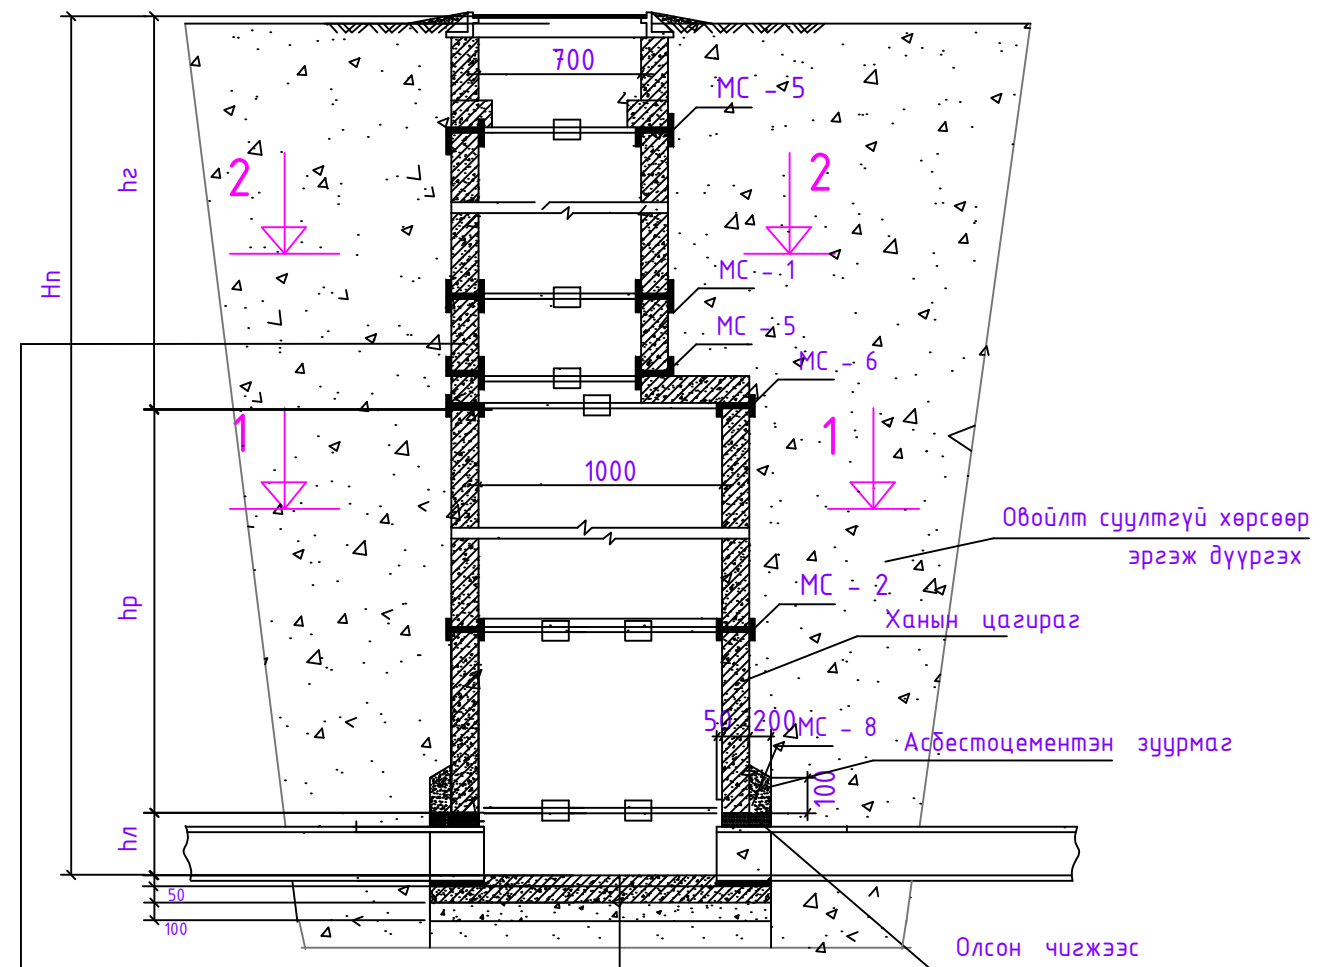 700
МС - 5
hг
2
2
Нп
МС - 1
МС - 5
МС - 6
1
1
1000
Овойлт суултгүй хөрсөөр
эргэж дүүргэх
МС - 2
hр
Ханын цагираг
50
200
МС - 8
Асбестоцементэн зуурмаг
100
hл
50
100
Олсон чигжээс